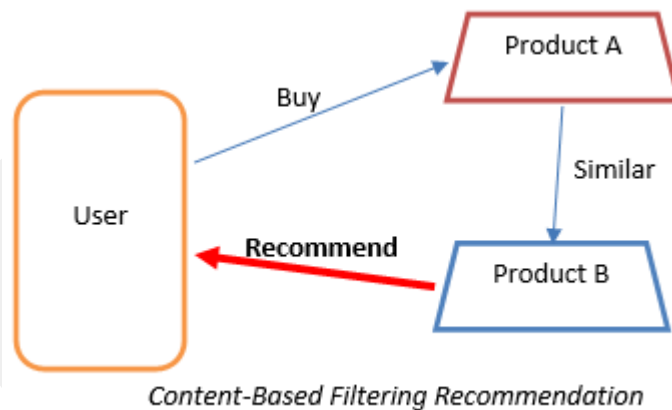 Product A
Buy
Similar
User
Recommend
Product B
Content-Based Filtering Recommendation